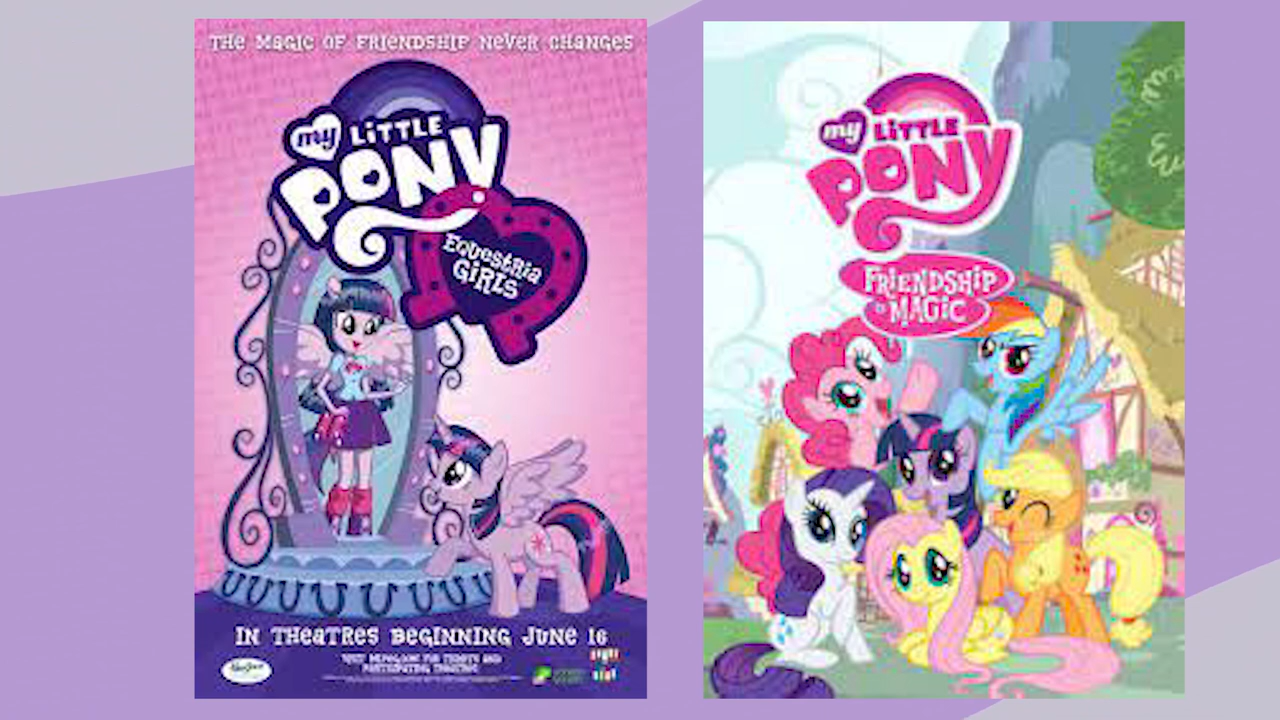 THE MAGIC OF FRIENDSHIP NEVER CHANGES
my LITTLE
PONY
EQUESTRIA
GIRLS
IN THEATRES BEGINNING JUNE 16
my LITTLE
PONY
FRIENDSHIP
is MAGIC